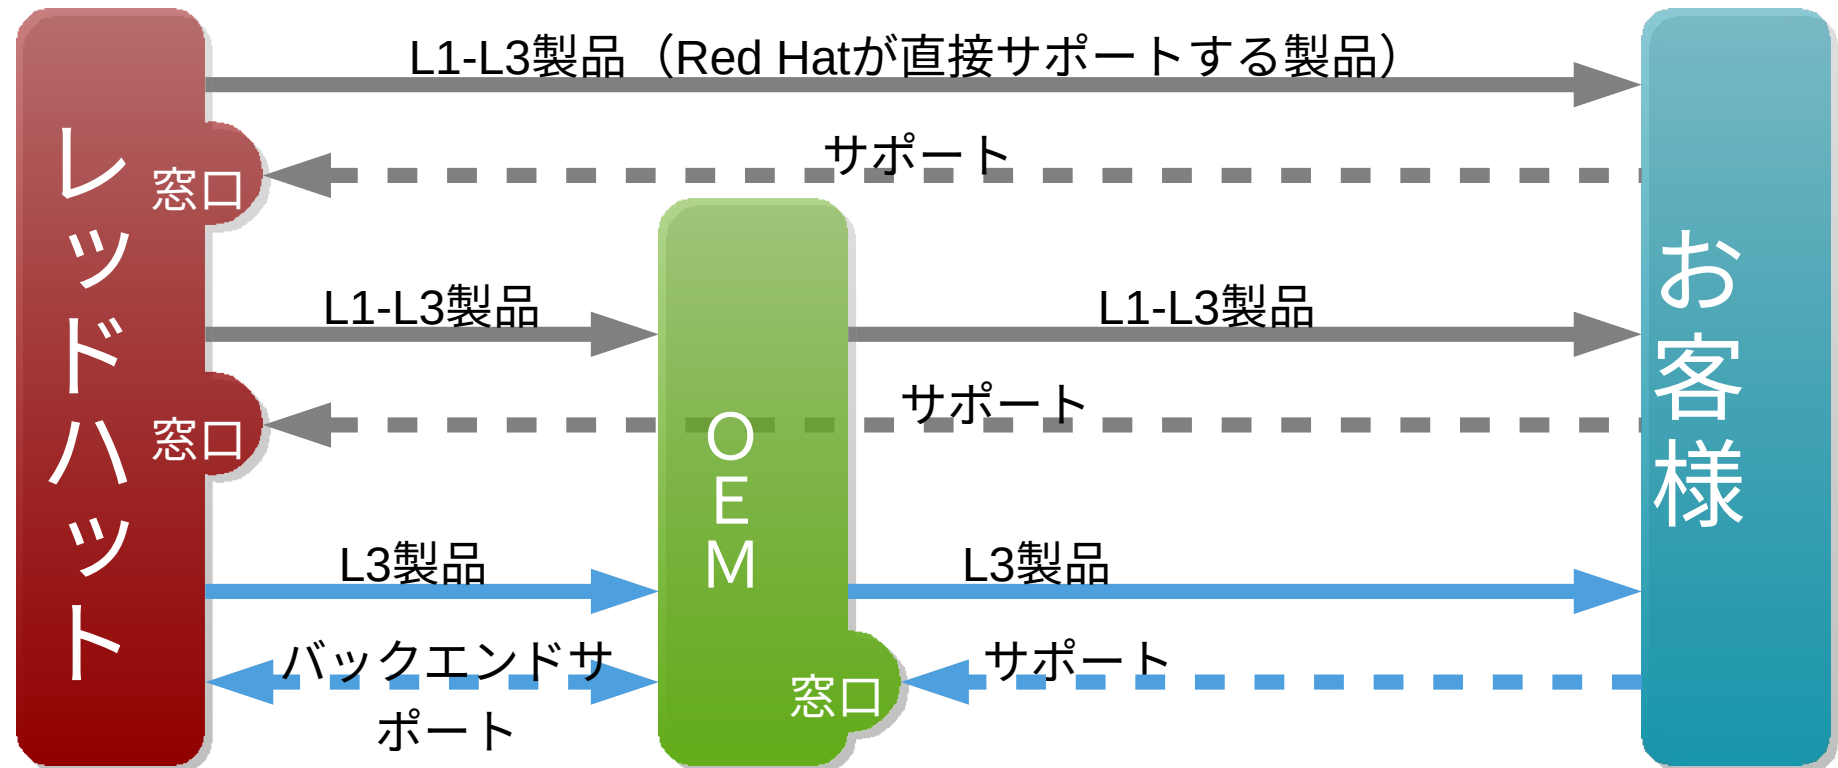 L1-L3製品（Red Hatが直接サポートする製品）
サポート
レッドハット
窓口
お客様
L1-L3製品
L1-L3製品
サポート
窓口
OEM
L3製品
L3製品
バックエンドサ
ポート
サポート
窓口